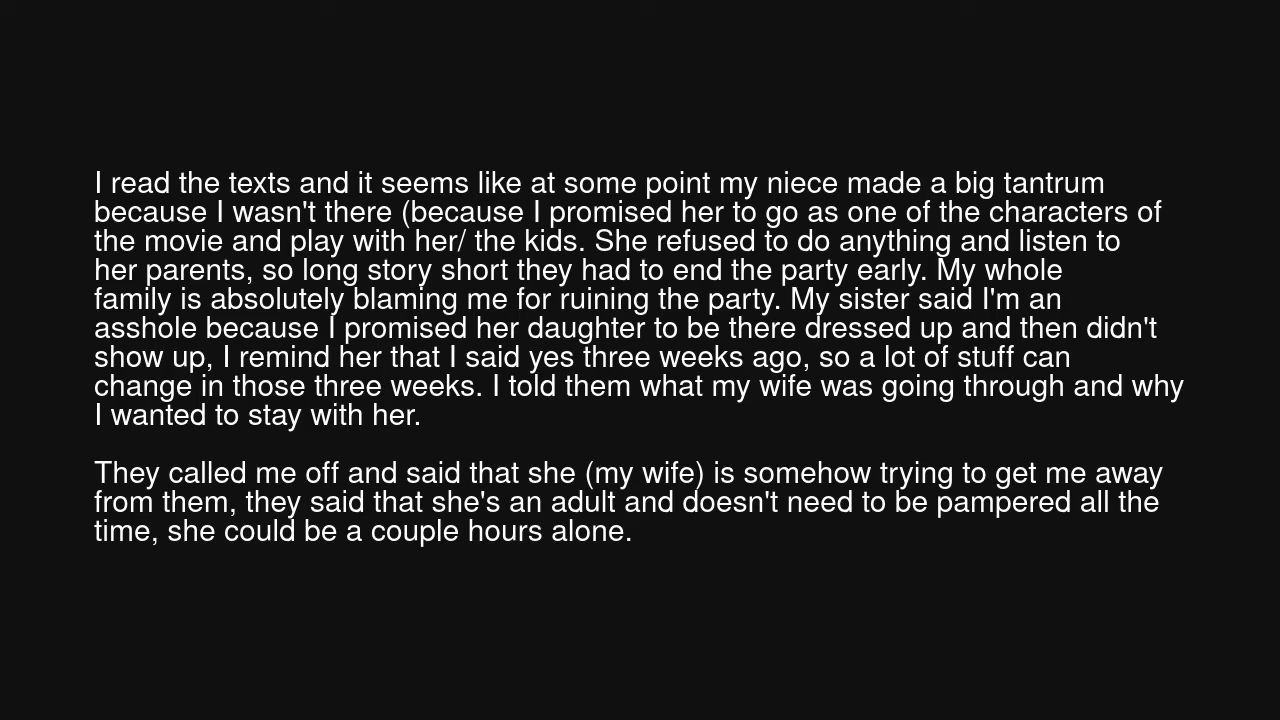 I read the texts and it seems like at some point my niece made a big tantrum
because I wasn't there (because I promised her to go as one of the characters of
the movie and play with her/ the kids. She refused to do anything and listen to
her parents, so long story short they had to end the party early. My whole
family is absolutely blaming me for ruining the party. My sister said I'm an
asshole because I promised her daughter to be there dressed up and then didn't
show up, I remind her that I said yes three weeks ago, so a lot of stuff can
change in those three weeks. I told them what my wife was going through and why
I wanted to stay with her.
They called me off and said that she (my wife) is somehow trying to get me away
from them, they said that she's an adult and doesn't need to be pampered all the
time, she could be a couple hours alone.